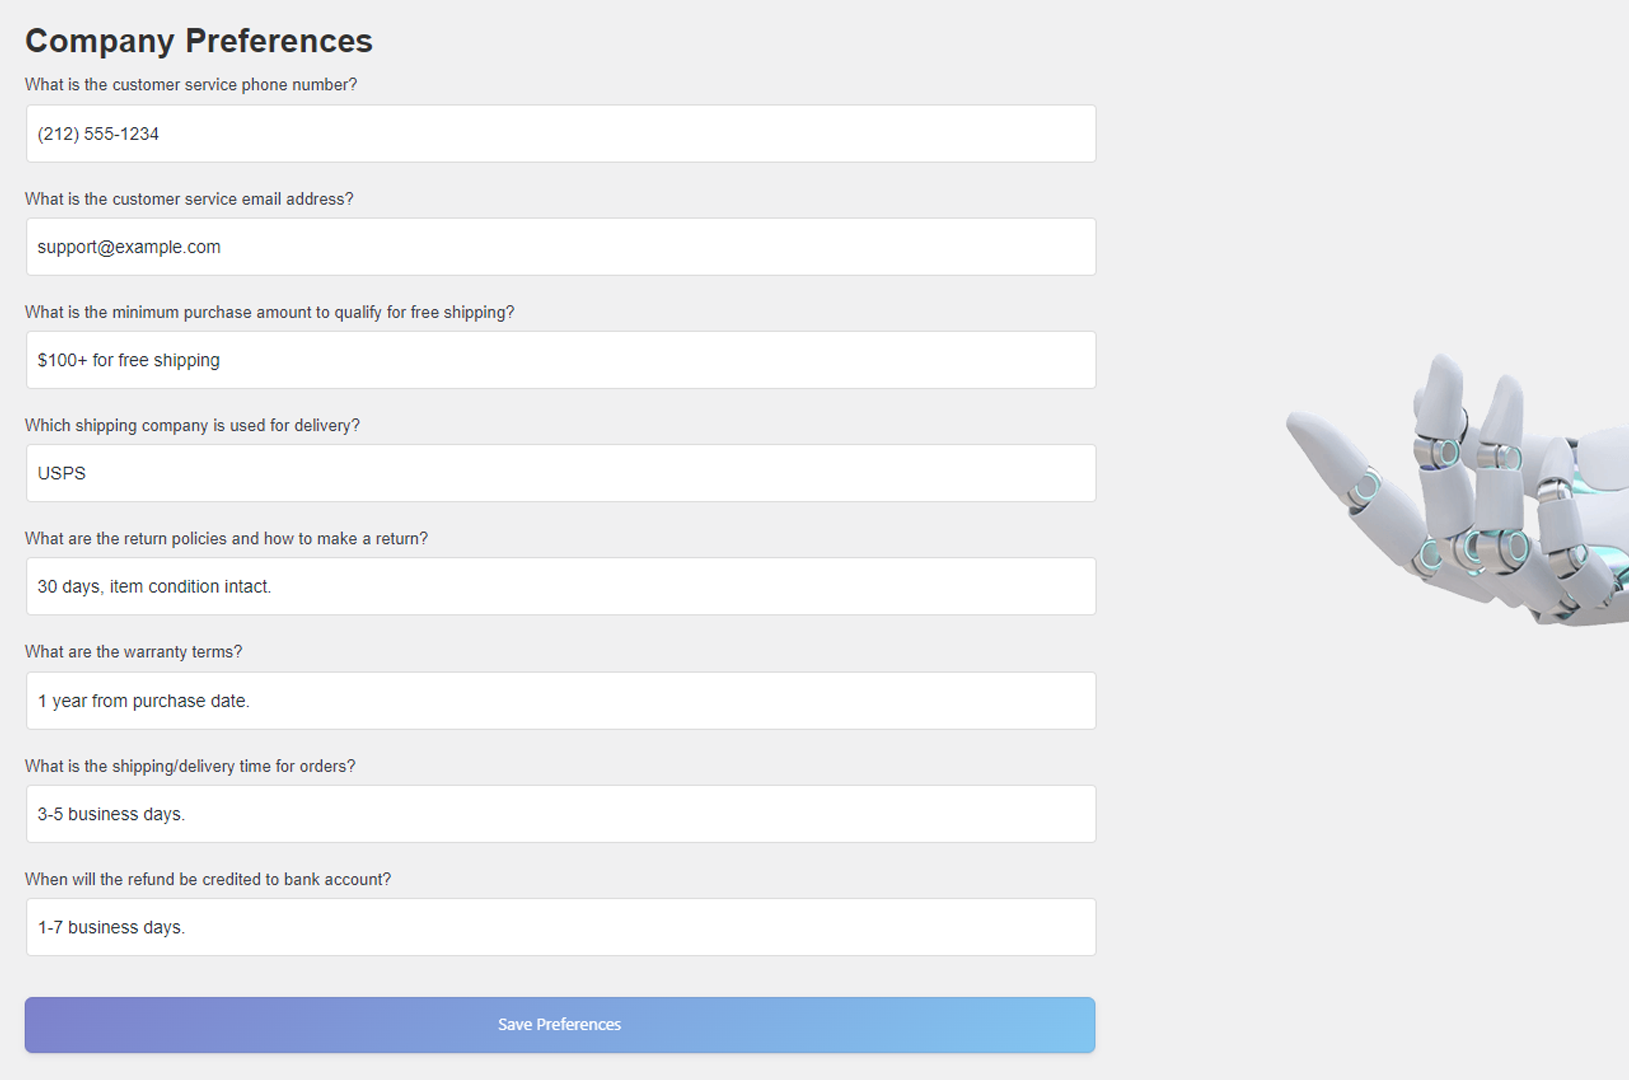 Company Preferences
What is the customer service phone number?
(212) 555-1234
What is the customer service email address?
support@example.com
What is the minimum purchase amount to qualify for free shipping?
$100+ for free shipping
Which shipping company is used for delivery?
USPS
What are the return policies and how to make a return?
30 days, item condition intact.
What are the warranty terms?
1 year from purchase date.
What is the shipping/delivery time for orders?
3-5 business days.
When will the refund be credited to bank account?
1-7 business days.
Save Preferences